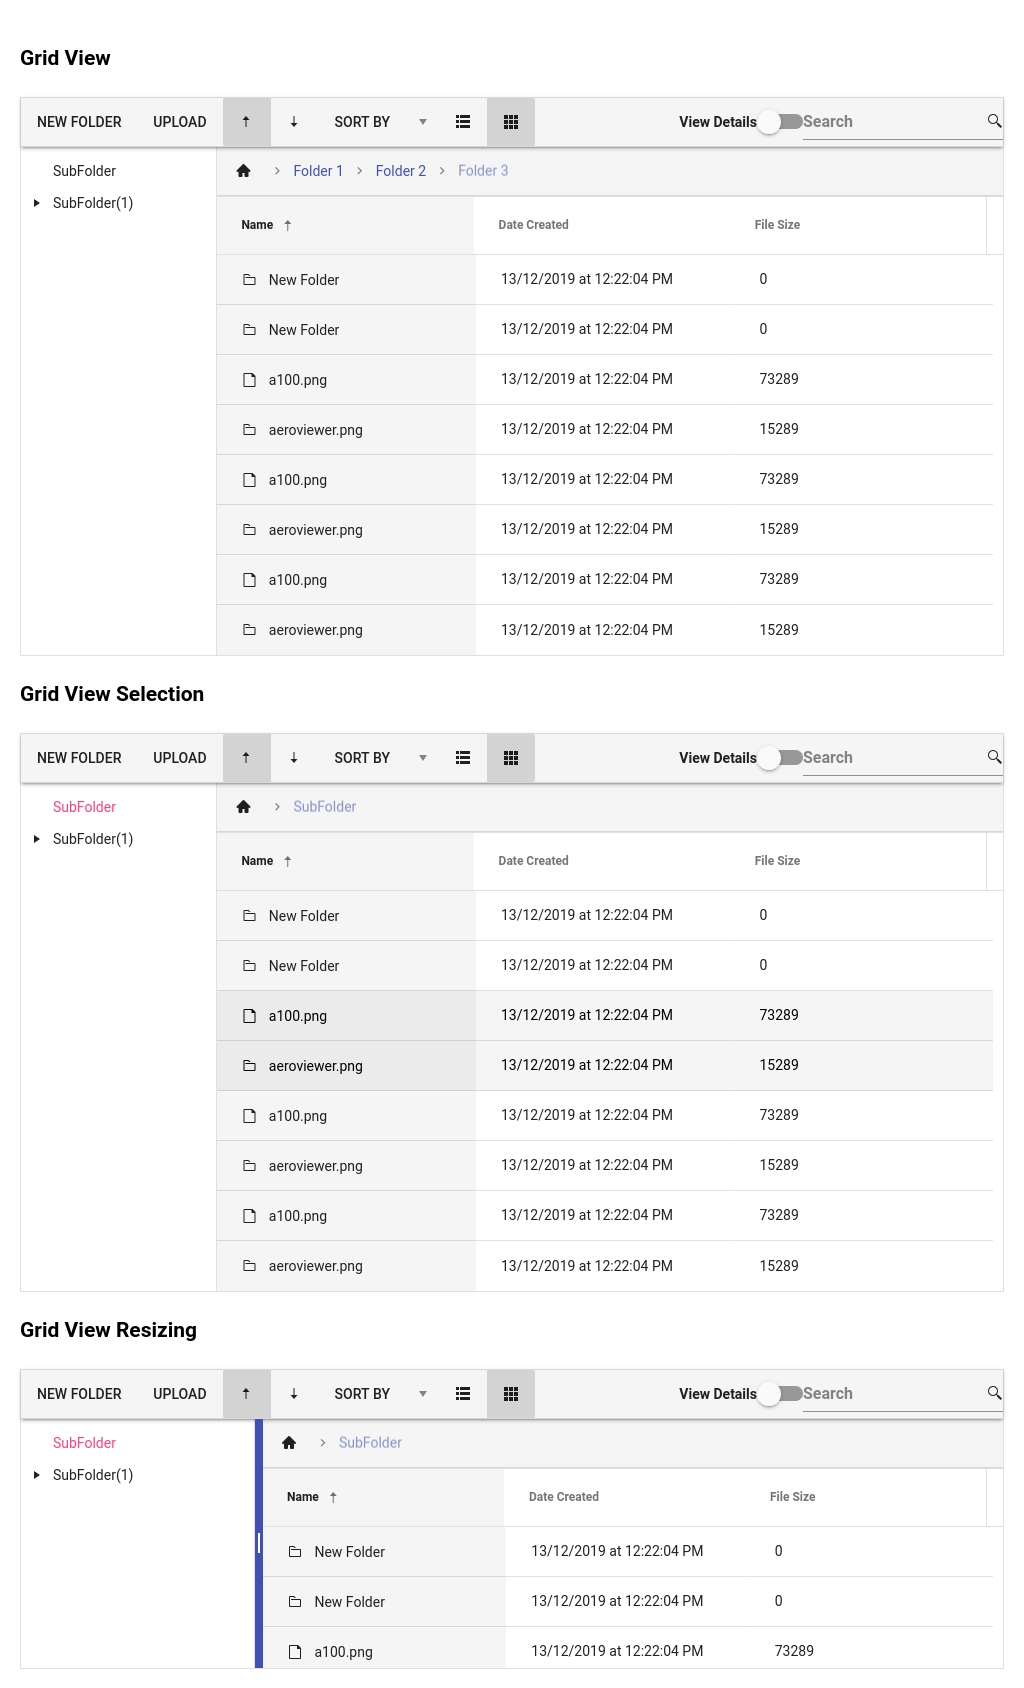 Grid View
NEW FOLDER UPLOAD SORT BY View Details Search
SubFolder
SubFolder(1)
Folder 1 Folder 2 Folder 3
Name Date Created File Size
New Folder 13/12/2019 at 12:22:04 PM 0
New Folder 13/12/2019 at 12:22:04 PM 0
a100.png 13/12/2019 at 12:22:04 PM 73289
aeroviewer.png 13/12/2019 at 12:22:04 PM 15289
a100.png 13/12/2019 at 12:22:04 PM 73289
aeroviewer.png 13/12/2019 at 12:22:04 PM 15289
a100.png 13/12/2019 at 12:22:04 PM 73289
aeroviewer.png 13/12/2019 at 12:22:04 PM 15289
Grid View Selection
NEW FOLDER UPLOAD SORT BY View Details Search
SubFolder
SubFolder(1)
SubFolder
Name Date Created File Size
New Folder 13/12/2019 at 12:22:04 PM 0
New Folder 13/12/2019 at 12:22:04 PM 0
a100.png 13/12/2019 at 12:22:04 PM 73289
aeroviewer.png 13/12/2019 at 12:22:04 PM 15289
a100.png 13/12/2019 at 12:22:04 PM 73289
aeroviewer.png 13/12/2019 at 12:22:04 PM 15289
a100.png 13/12/2019 at 12:22:04 PM 73289
aeroviewer.png 13/12/2019 at 12:22:04 PM 15289
Grid View Resizing
NEW FOLDER UPLOAD SORT BY View Details Search
SubFolder
SubFolder(1)
SubFolder
Name Date Created File Size
New Folder 13/12/2019 at 12:22:04 PM 0
New Folder 13/12/2019 at 12:22:04 PM 0
a100.png 13/12/2019 at 12:22:04 PM 73289